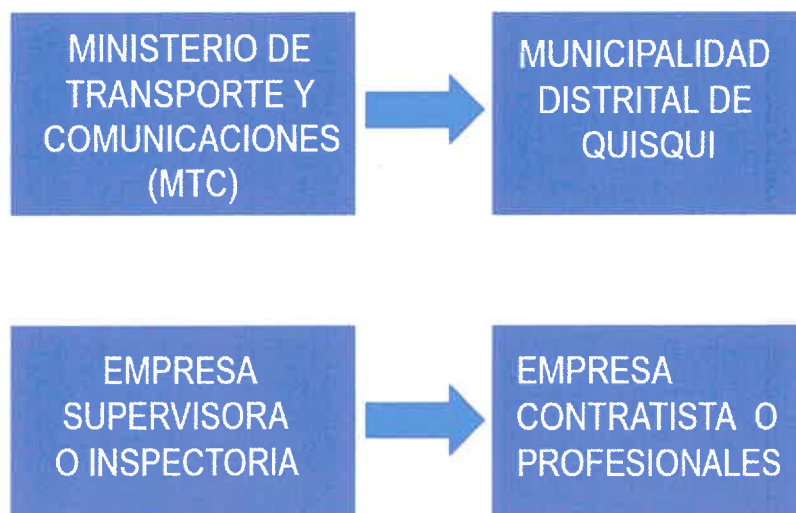 MINISTERIO DE
TRANSPORTE Y
COMUNICACIONES
(MTC)
MUNICIPALIDAD
DISTRITAL DE
QUISQUI
EMPRESA
SUPERVISORA
O INSPECTORIA
EMPRESA
CONTRATISTA O
PROFESIONALES